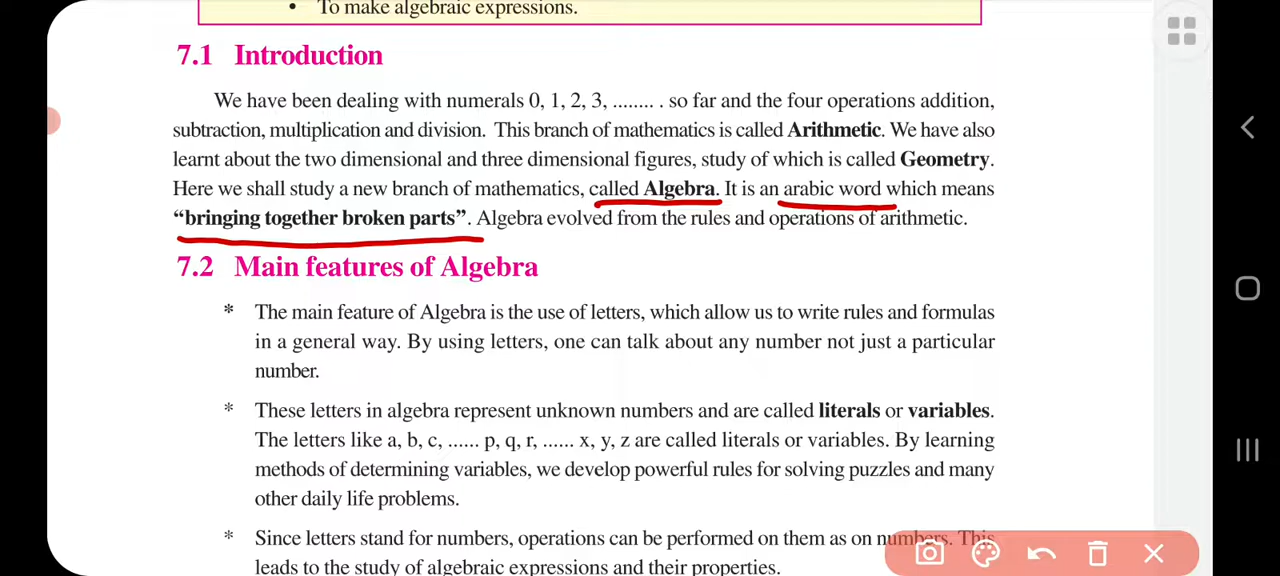 • To make algebraic expressions.
7.1 Introduction
We have been dealing with numerals 0, 1, 2, 3, ........ . so far and the four operations addition,
subtraction, multiplication and division. This branch of mathematics is called Arithmetic. We have also
learnt about the two dimensional and three dimensional figures, study of which is called Geometry.
Here we shall study a new branch of mathematics, called Algebra. It is an arabic word which means
“bringing together broken parts”. Algebra evolved from the rules and operations of arithmetic.
7.2 Main features of Algebra
* The main feature of Algebra is the use of letters, which allow us to write rules and formulas
in a general way. By using letters, one can talk about any number not just a particular
number.
* These letters in algebra represent unknown numbers and are called literals or variables.
The letters like a, b, c, ...... p, q, r, ...... x, y, z are called literals or variables. By learning
methods of determining variables, we develop powerful rules for solving puzzles and many
other daily life problems.
* Since letters stand for numbers, operations can be performed on them as on numbers. This
leads to the study of algebraic expressions and their properties.